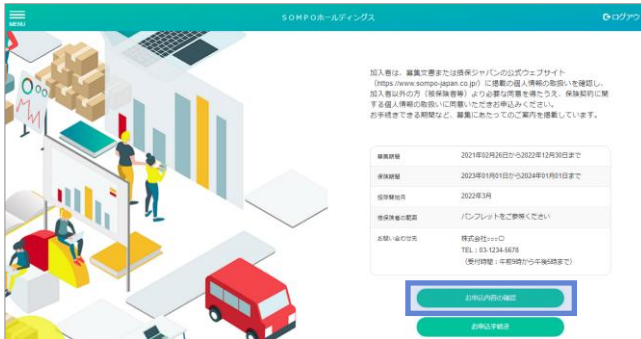 MENU
SOMPOホールディングス
ログアウ
加入者は、募集文書または損保ジャパンの公式ウェブサイト
（https://www.sompo-japan.co.jp/）に掲載の個人情報の取扱いを確認し、
加入者以外の方（被保険者等）より必要な同意を得たうえ、保険契約に関
する個人情報の取扱いに同意いただきお申込みください。
お手続きできる期間など、募集にあたってのご案内を掲載しています。
募集期間 2021年02月26日から2022年12月30日まで
保険期間 2023年01月01日から2024年01月01日まで
控除開始月 2022年3月
被保険者の範囲 パンフレットをご参照ください
お問い合わせ先 株式会社○○○○
TEL：03-1234-5678
（受付時間：午前9時から午後5時まで）
お申込内容の確認
お申込手続き